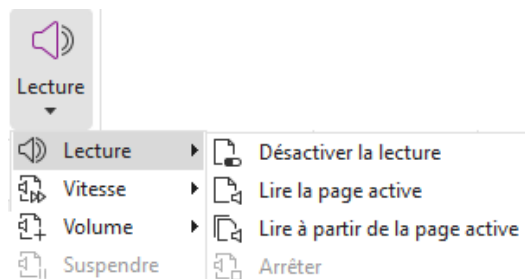 Lecture
Lecture
Désactiver la lecture
Vitesse
Lire la page active
Volume
Lire à partir de la page active
Suspendre
Arrêter